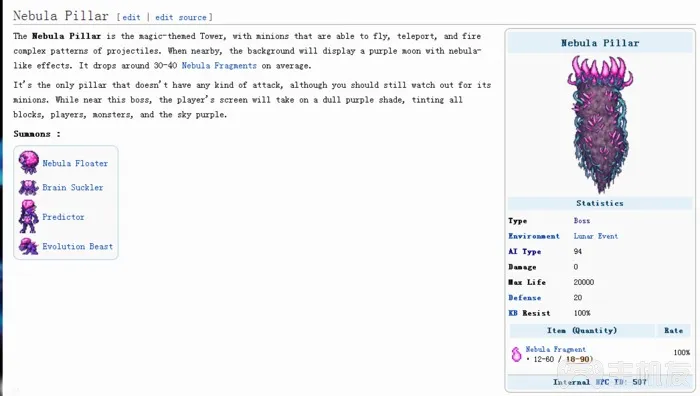 Nebula Pillar [edit | edit source]
The Nebula Pillar is the magic-themed Tower, with minions that are able to fly, teleport, and fire
complex patterns of projectiles. When nearby, the background will display a purple moon with nebula-
like effects. It drops around 30-40 Nebula Fragments on average.
It's the only pillar that doesn't have any kind of attack, although you should still watch out for its
minions. While near this boss, the player's screen will take on a dull purple shade, tinting all
blocks, players, monsters, and the sky purple.
Summons :
Nebula Floater
Brain Suckler
Predictor
Evolution Beast
Nebula Pillar
Statistics
Type Boss
Environment Lunar Event
AI Type 94
Damage 0
Max Life 20000
Defense 20
KB Resist 100%
Item (Quantity) Rate
Nebula Fragment
• 12-60 / 18-90) 100%
Internal NPC ID: 507